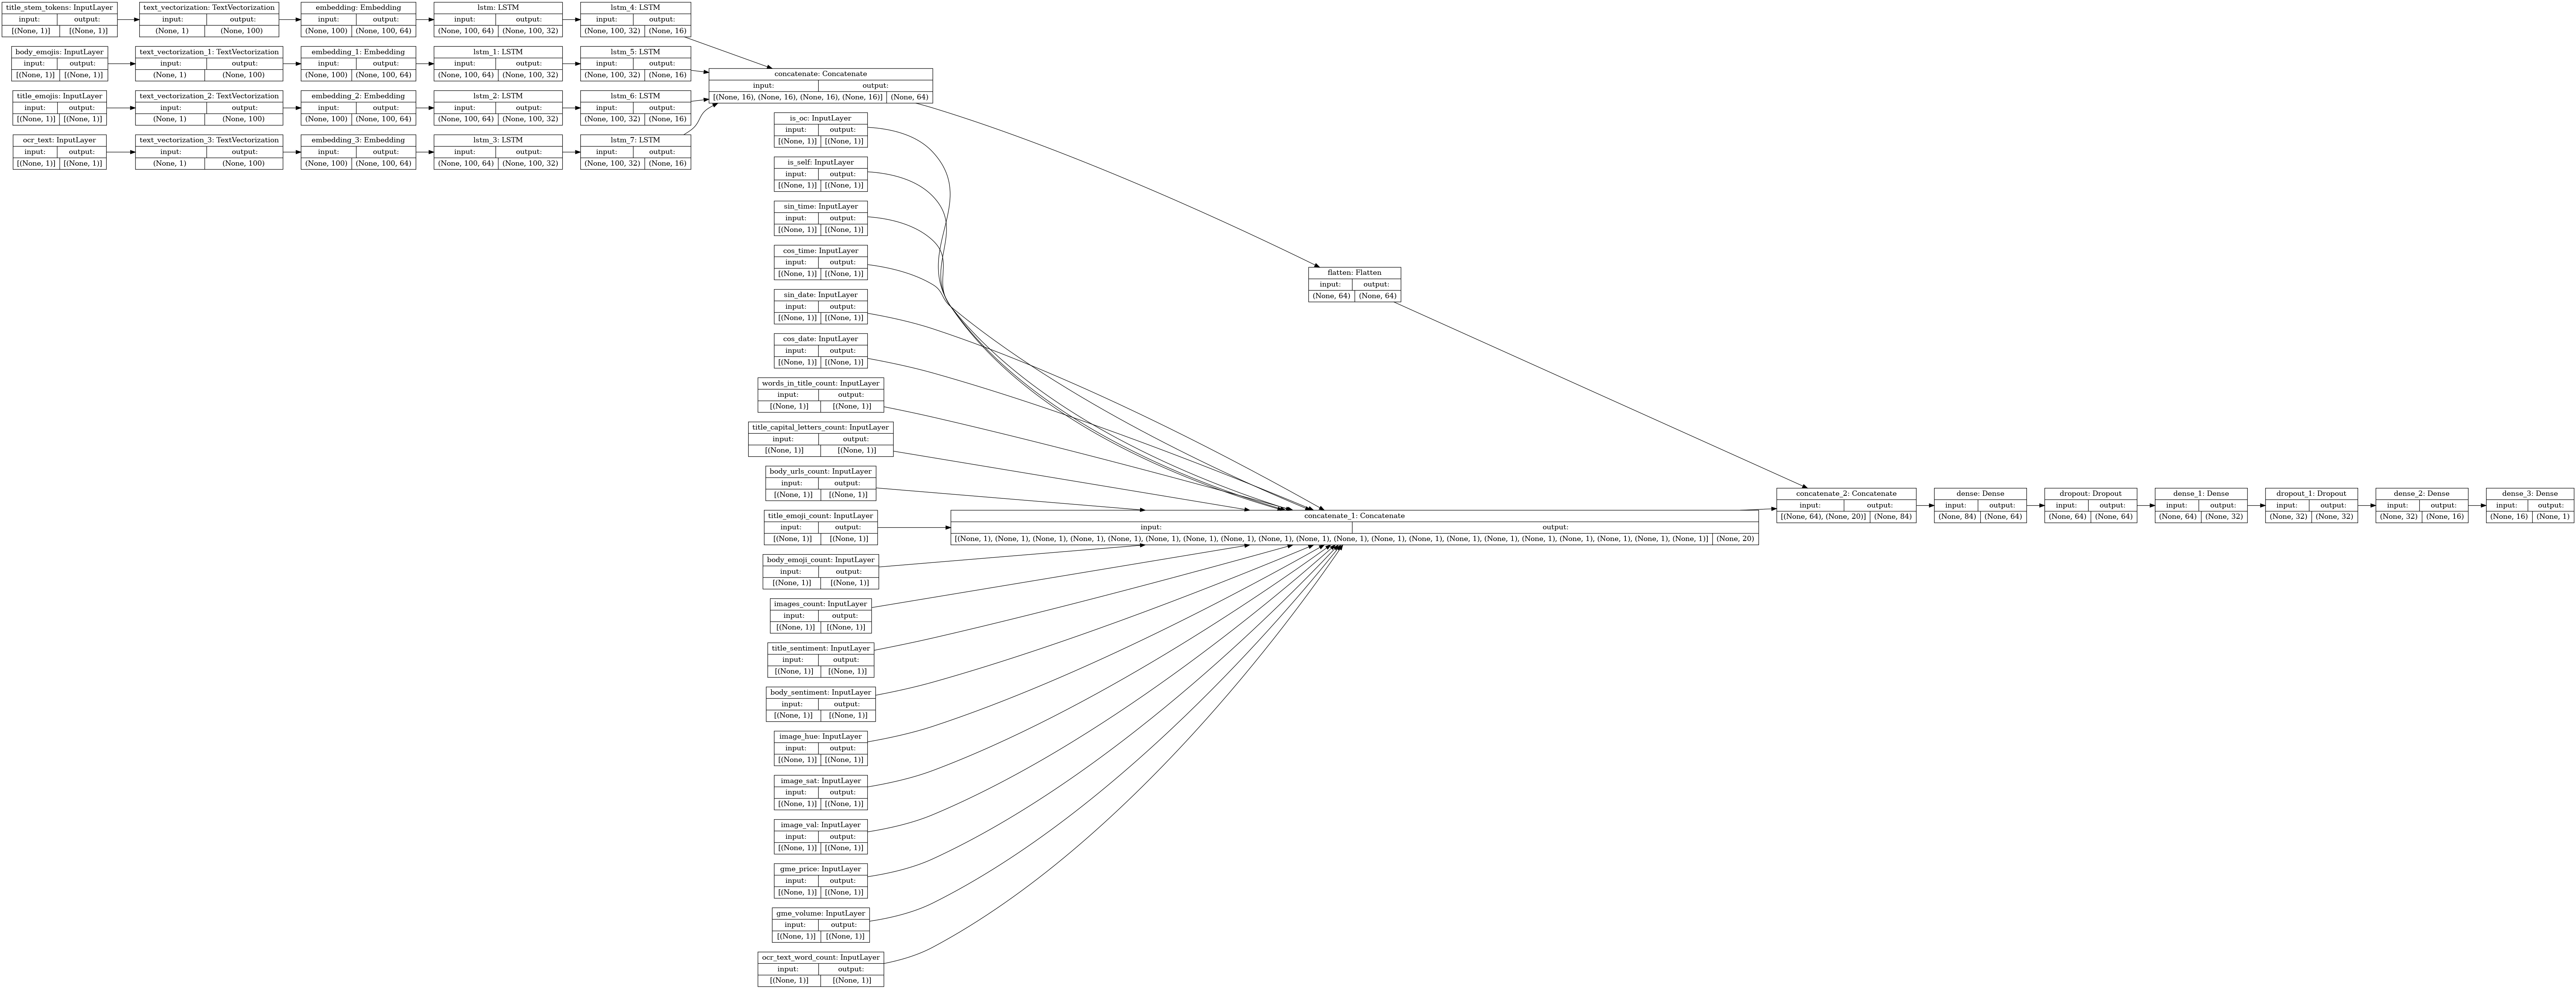 title_stem_tokens: InputLayer
input: output:
[(None, 1)] [(None, 1)]
text_vectorization: TextVectorization
input: output:
(None, 1) (None, 100)
embedding: Embedding
input: output:
(None, 100) (None, 100, 64)
lstm: LSTM
input: output:
(None, 100, 64) (None, 100, 32)
lstm_4: LSTM
input: output:
(None, 100, 32) (None, 16)
body_emojis: InputLayer
input: output:
[(None, 1)] [(None, 1)]
text_vectorization_1: TextVectorization
input: output:
(None, 1) (None, 100)
embedding_1: Embedding
input: output:
(None, 100) (None, 100, 64)
lstm_1: LSTM
input: output:
(None, 100, 64) (None, 100, 32)
lstm_5: LSTM
input: output:
(None, 100, 32) (None, 16)
title_emojis: InputLayer
input: output:
[(None, 1)] [(None, 1)]
text_vectorization_2: TextVectorization
input: output:
(None, 1) (None, 100)
embedding_2: Embedding
input: output:
(None, 100) (None, 100, 64)
lstm_2: LSTM
input: output:
(None, 100, 64) (None, 100, 32)
lstm_6: LSTM
input: output:
(None, 100, 32) (None, 16)
ocr_text: InputLayer
input: output:
[(None, 1)] [(None, 1)]
text_vectorization_3: TextVectorization
input: output:
(None, 1) (None, 100)
embedding_3: Embedding
input: output:
(None, 100) (None, 100, 64)
lstm_3: LSTM
input: output:
(None, 100, 64) (None, 100, 32)
lstm_7: LSTM
input: output:
(None, 100, 32) (None, 16)
concatenate: Concatenate
input: output:
[(None, 16), (None, 16), (None, 16), (None, 16)] (None, 64)
is_oc: InputLayer
input: output:
[(None, 1)] [(None, 1)]
is_self: InputLayer
input: output:
[(None, 1)] [(None, 1)]
sin_time: InputLayer
input: output:
[(None, 1)] [(None, 1)]
cos_time: InputLayer
input: output:
[(None, 1)] [(None, 1)]
sin_date: InputLayer
input: output:
[(None, 1)] [(None, 1)]
cos_date: InputLayer
input: output:
[(None, 1)] [(None, 1)]
words_in_title_count: InputLayer
input: output:
[(None, 1)] [(None, 1)]
title_capital_letters_count: InputLayer
input: output:
[(None, 1)] [(None, 1)]
body_urls_count: InputLayer
input: output:
[(None, 1)] [(None, 1)]
title_emoji_count: InputLayer
input: output:
[(None, 1)] [(None, 1)]
body_emoji_count: InputLayer
input: output:
[(None, 1)] [(None, 1)]
images_count: InputLayer
input: output:
[(None, 1)] [(None, 1)]
title_sentiment: InputLayer
input: output:
[(None, 1)] [(None, 1)]
body_sentiment: InputLayer
input: output:
[(None, 1)] [(None, 1)]
image_hue: InputLayer
input: output:
[(None, 1)] [(None, 1)]
image_sat: InputLayer
input: output:
[(None, 1)] [(None, 1)]
image_val: InputLayer
input: output:
[(None, 1)] [(None, 1)]
gme_price: InputLayer
input: output:
[(None, 1)] [(None, 1)]
gme_volume: InputLayer
input: output:
[(None, 1)] [(None, 1)]
ocr_text_word_count: InputLayer
input: output:
[(None, 1)] [(None, 1)]
flatten: Flatten
input: output:
(None, 64) (None, 64)
concatenate_1: Concatenate
input: output:
[(None, 1), (None, 1), (None, 1), (None, 1), (None, 1), (None, 1), (None, 1), (None, 1), (None, 1), (None, 1), (None, 1), (None, 1), (None, 1), (None, 1), (None, 1), (None, 1), (None, 1), (None, 1), (None, 1), (None, 1)] (None, 20)
concatenate_2: Concatenate
input: output:
[(None, 64), (None, 20)] (None, 84)
dense: Dense
input: output:
(None, 84) (None, 64)
dropout: Dropout
input: output:
(None, 64) (None, 64)
dense_1: Dense
input: output:
(None, 64) (None, 32)
dropout_1: Dropout
input: output:
(None, 32) (None, 32)
dense_2: Dense
input: output:
(None, 32) (None, 16)
dense_3: Dense
input: output:
(None, 16) (None, 1)